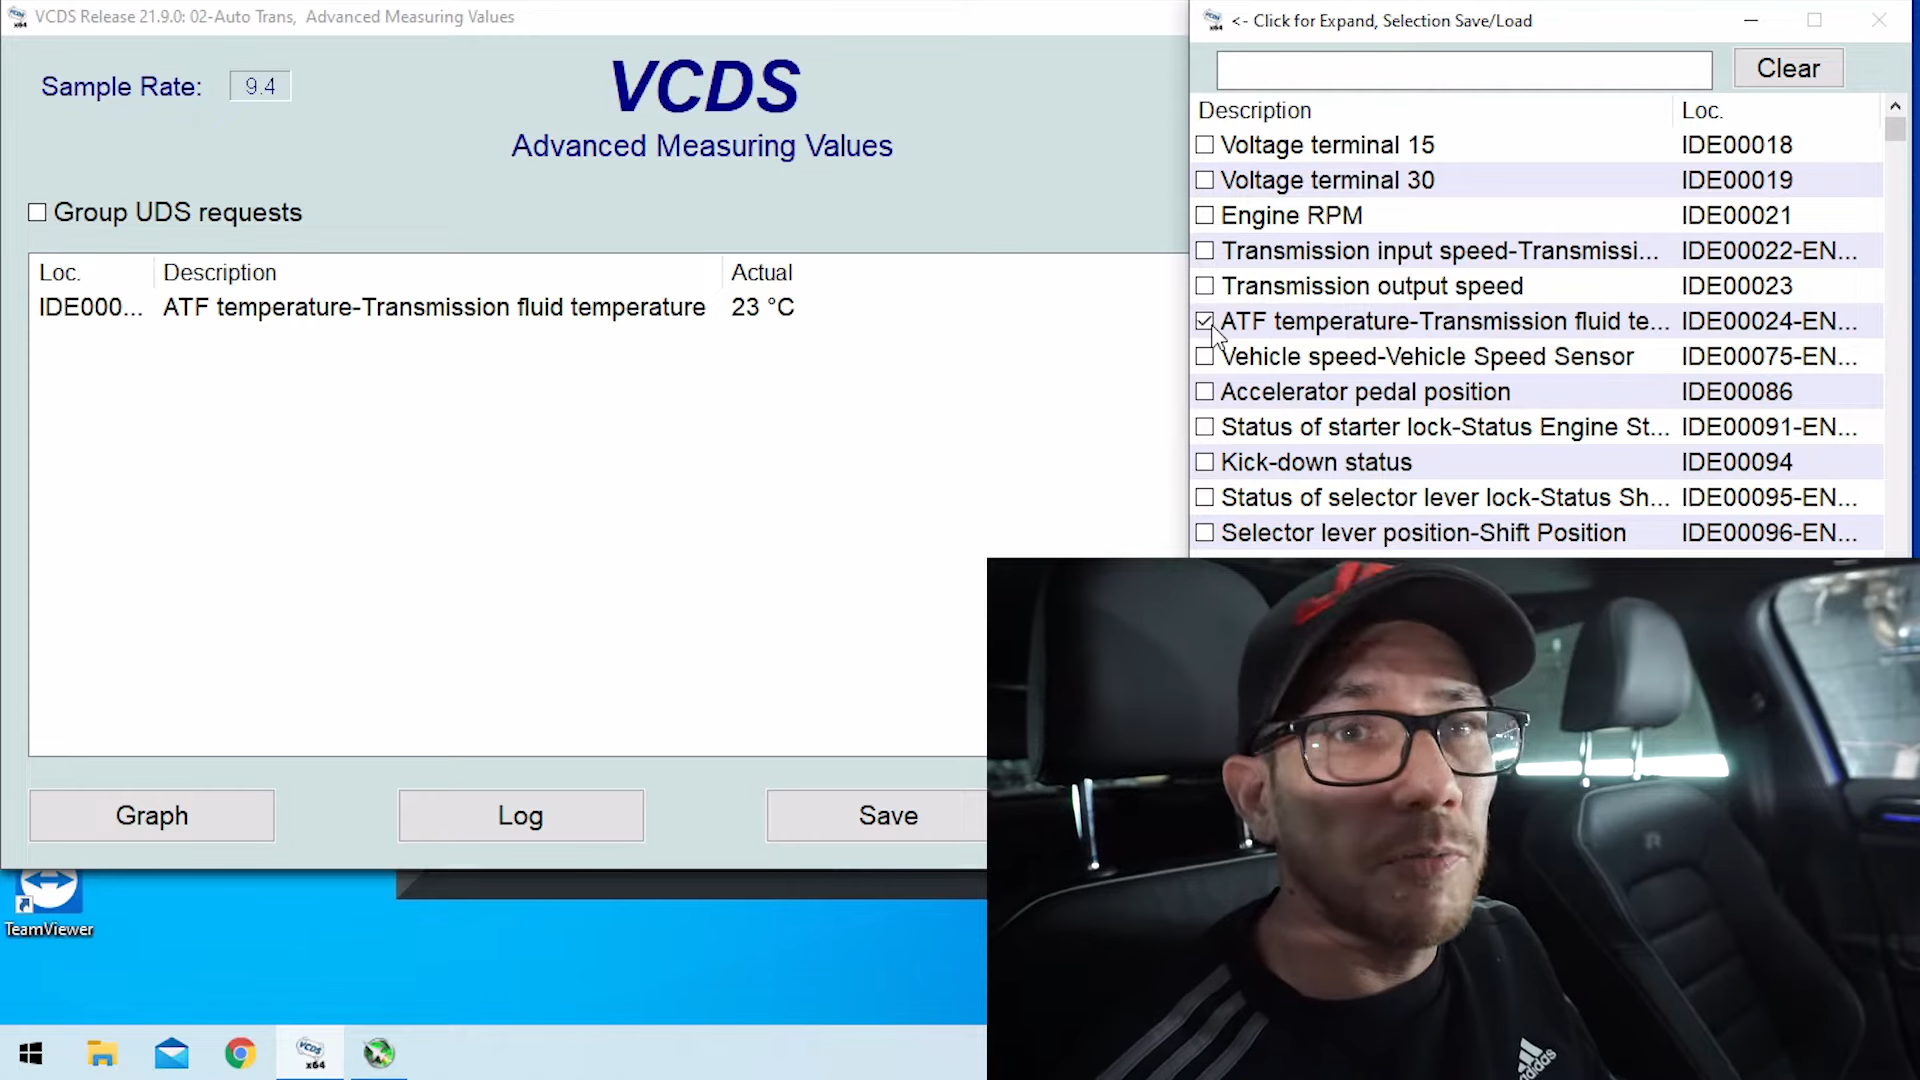 VCDS Release 21.9.0: 02-Auto Trans, Advanced Measuring Values
Sample Rate: 9.4
VCDS
Advanced Measuring Values
Group UDS requests
Loc. Description Actual
IDE000... ATF temperature-Transmission fluid temperature 23 °C
Graph Log Save
<- Click for Expand, Selection Save/Load
Clear
Description Loc.
Voltage terminal 15 IDE00018
Voltage terminal 30 IDE00019
Engine RPM IDE00021
Transmission input speed-Transmissi... IDE00022-EN...
Transmission output speed IDE00023
ATF temperature-Transmission fluid te... IDE00024-EN...
Vehicle speed-Vehicle Speed Sensor IDE00075-EN...
Accelerator pedal position IDE00086
Status of starter lock-Status Engine St... IDE00091-EN...
Kick-down status IDE00094
Status of selector lever lock-Status Sh... IDE00095-EN...
Selector lever position-Shift Position IDE00096-EN...
TeamViewer
VCDS
x64
R
adidas